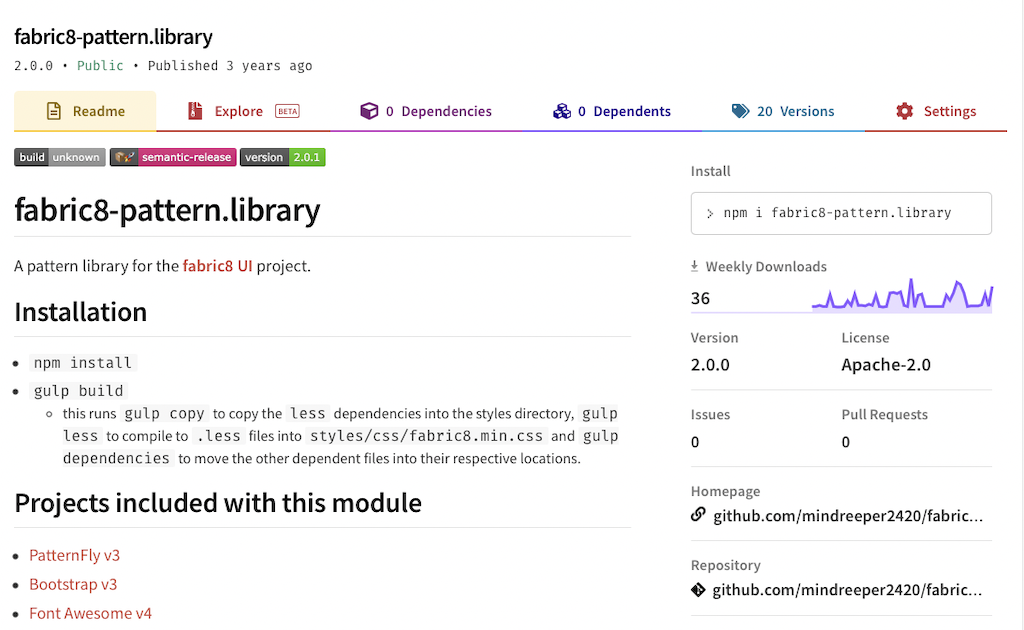 fabric8-pattern.library
2.0.0 • Public • Published 3 years ago
Readme
Explore BETA
0 Dependencies
0 Dependents
20 Versions
Settings
build unknown
semantic-release
version 2.0.1
fabric8-pattern.library
A pattern library for the fabric8 UI project.
Installation
• npm install
• gulp build
◦ this runs gulp copy to copy the less dependencies into the styles directory, gulp
less to compile to .less files into styles/css/fabric8.min.css and gulp
dependencies to move the other dependent files into their respective locations.
Projects included with this module
• PatternFly v3
• Bootstrap v3
• Font Awesome v4
Install
> npm i fabric8-pattern.library
Weekly Downloads
36
Version
2.0.0
License
Apache-2.0
Issues
0
Pull Requests
0
Homepage
github.com/mindreeper2420/fabric...
Repository
github.com/mindreeper2420/fabric...